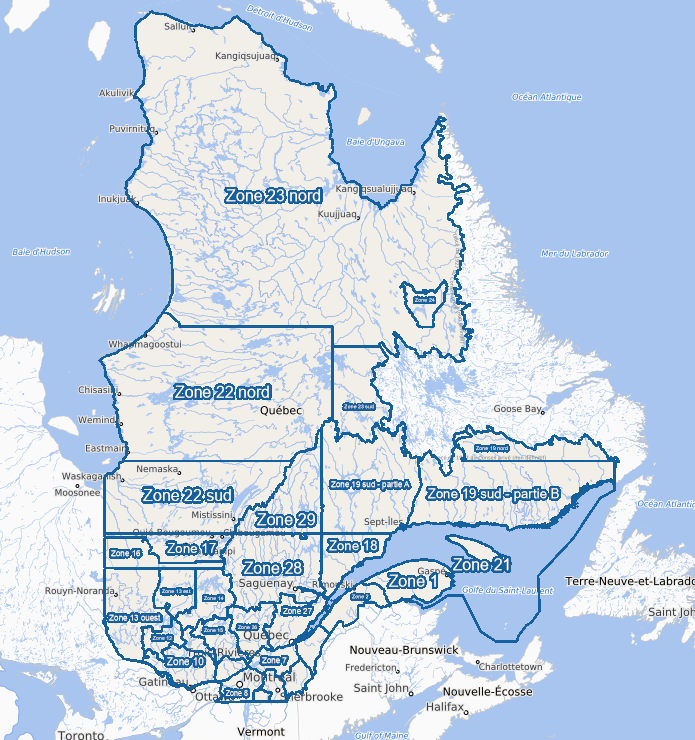 Détroit d'Hudson
Salluit
Kangiqsujuaq
Akulivik
Océan Atlantique
Puvirnituq
Baie d'Ungava
Kangiqsualujjuaq
Zone 23 nord
Inukjuak
Kuujjuaq
Baie d'Hudson
Mer du Labrador
Zone 24
Whapmagoostui
Chisasibi
Zone 22 nord
Zone 23 sud
Québec
Goose Bay
Wemindji
Eastmain
Zone 19 nord
Nemaska
Waskaganish
Zone 19 sud - partie A
Moosonee
Zone 22 sud
Zone 19 sud - partie B
Océan Atlantique
Mistissini
Zone 29
Sept-Îles
Zone 17
Zone 18
Zone 16
Zone 28
Zone 21
Gaspé
Zone 1
Saguenay
Rimouski
Terre-Neuve-et-Labrador
Rouyn-Noranda
Zone 13 est
Golfe du Saint-Laurent
Zone 14
Zone 2
Zone 27
Saint John's
Zone 13 ouest
Zone 15
Zone 26
Zone 12
Québec
Nouveau-Brunswick
Zone 10
Trois-Rivières
Zone 7
Fredericton
Charlottetown
Gatineau
Montréal
Saint John
Nouvelle-Écosse
Ottawa
Zone 8
Sherbrooke
Halifax
Vermont
Toronto
Gulf of Maine